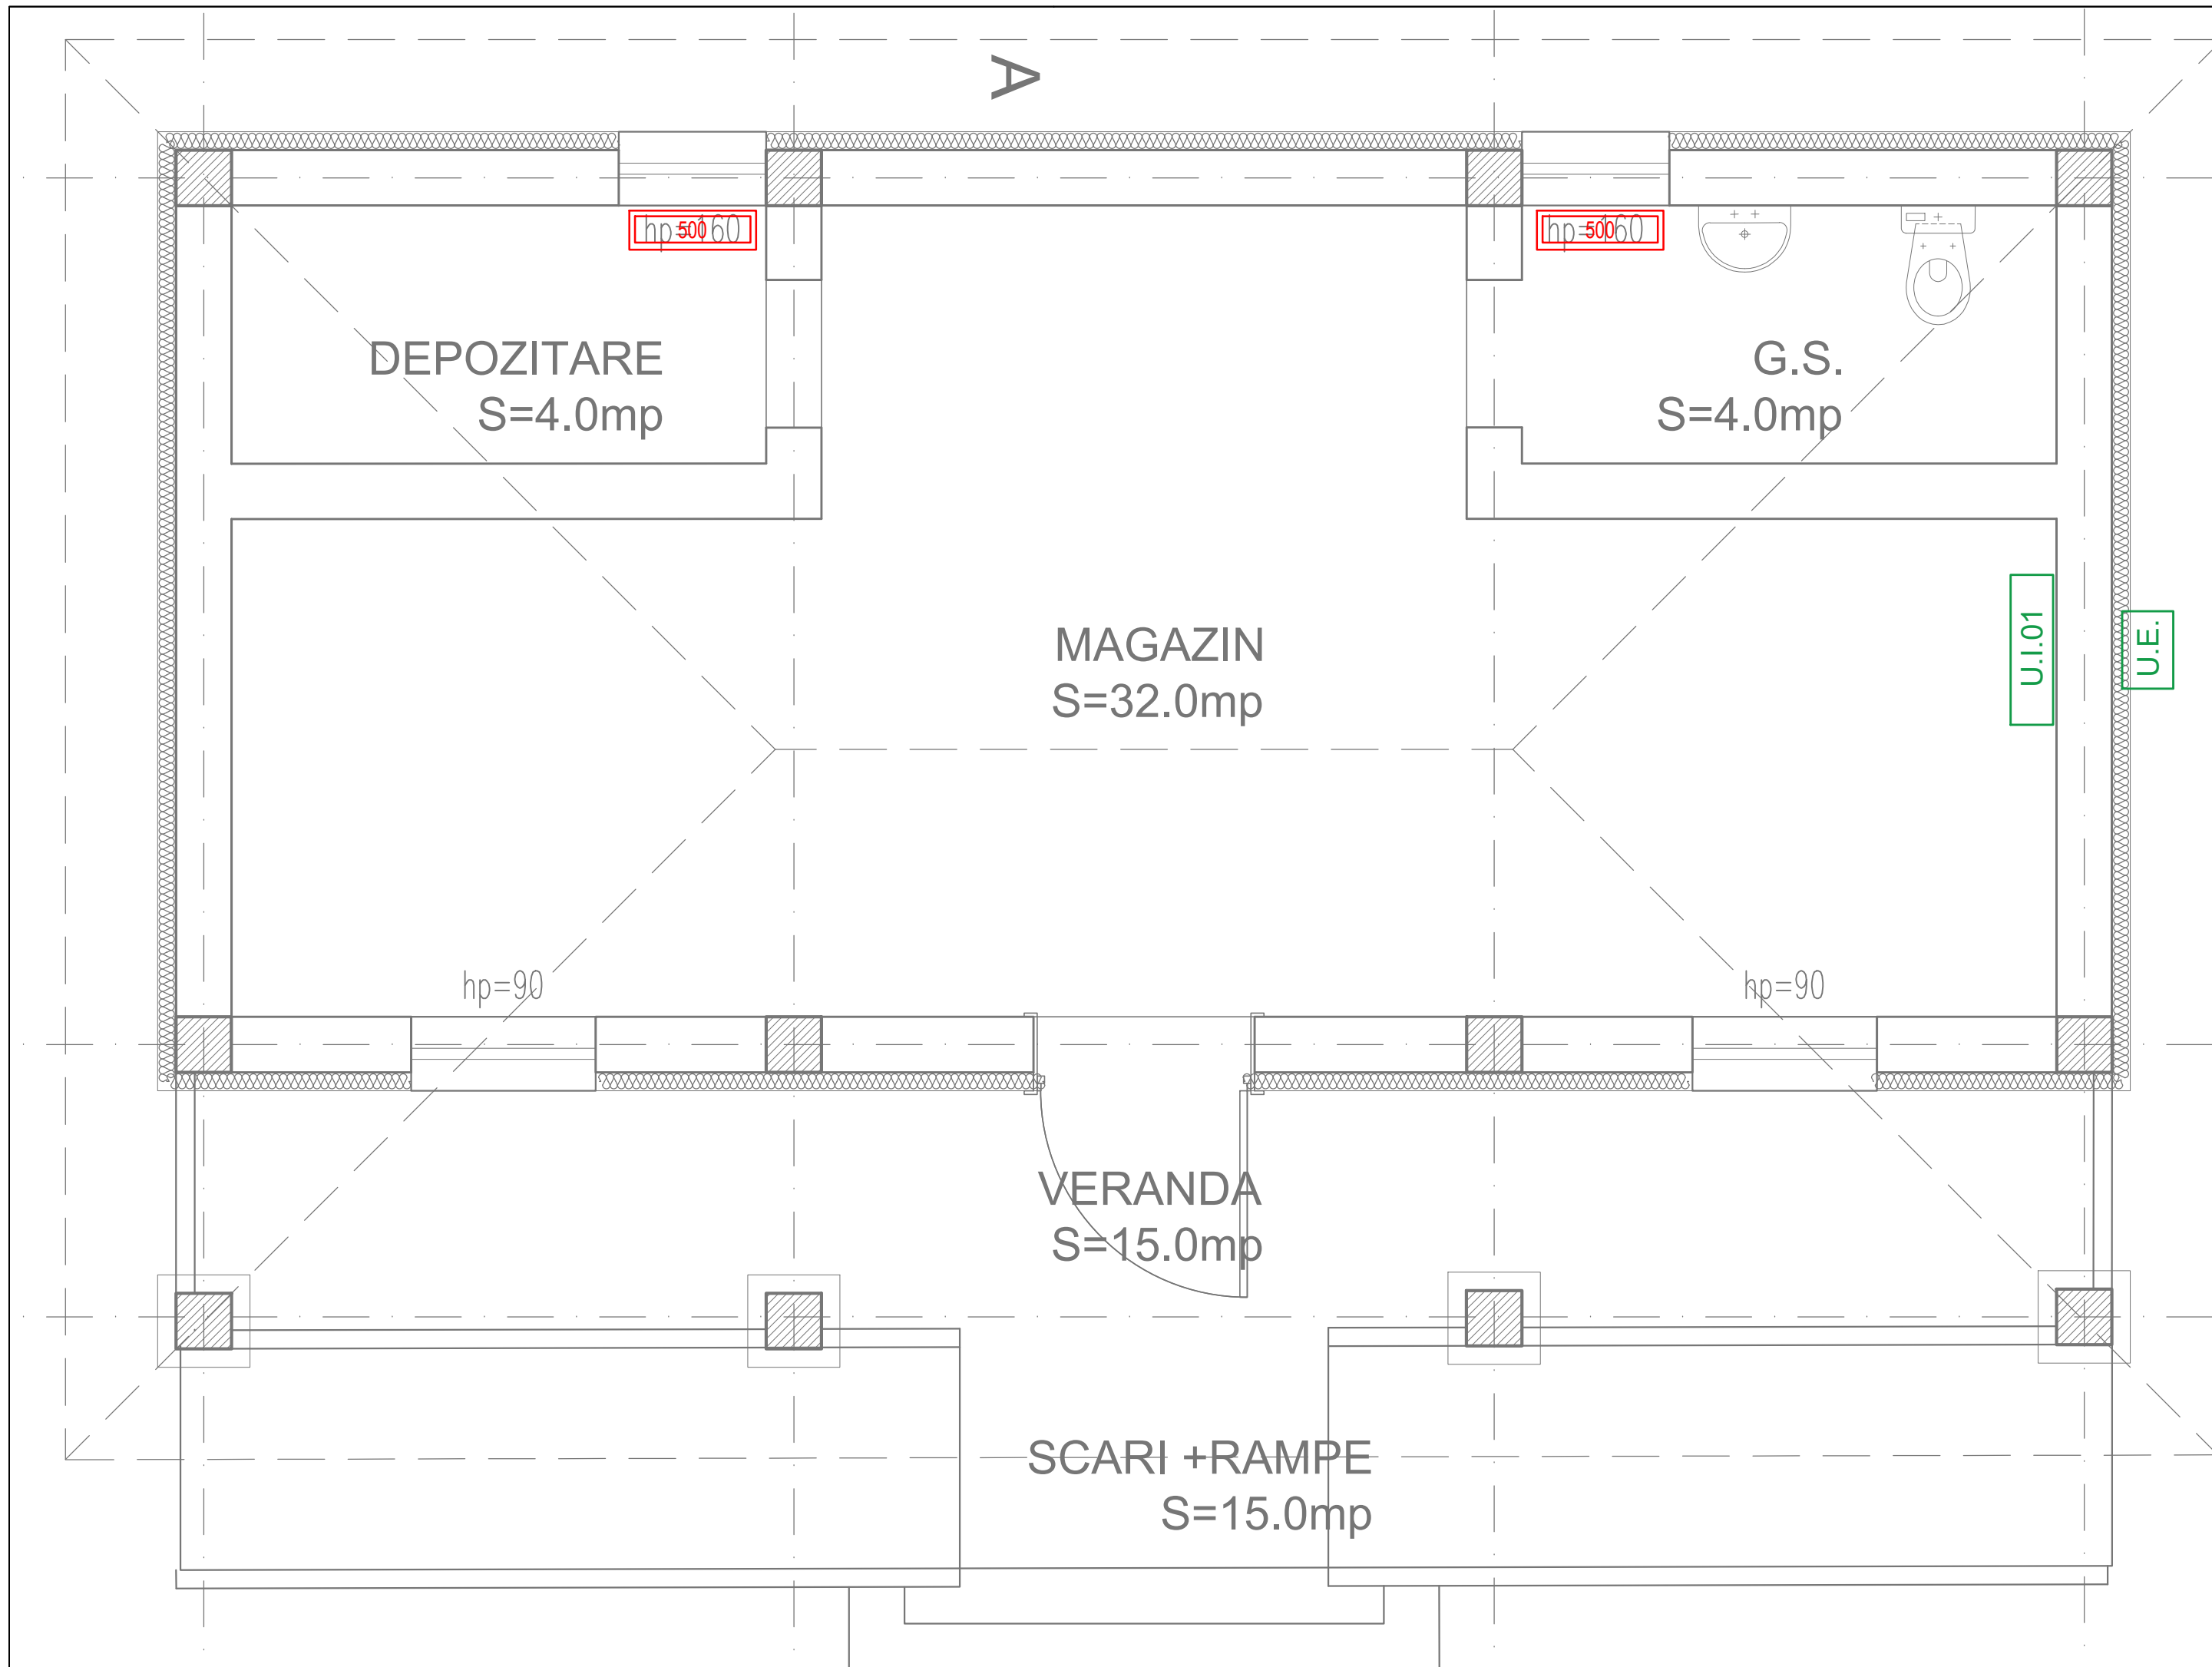 A
hp=160
500
hp=160
500
DEPOZITARE
S=4.0mp
G.S.
S=4.0mp
MAGAZIN
S=32.0mp
U.I.01
U.E.
hp=90
hp=90
VERANDA
S=15.0mp
SCARI +RAMPE
S=15.0mp